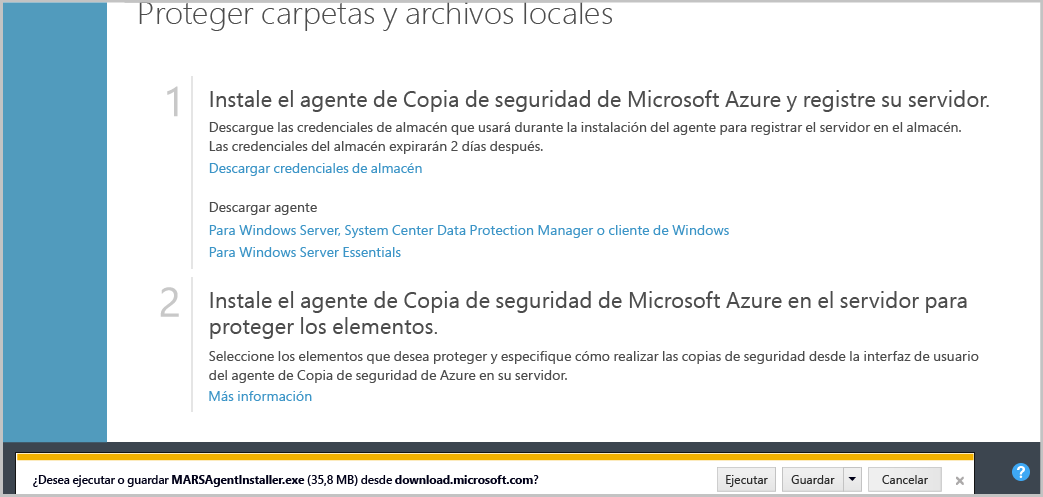 Proteger carpetas y archivos locales
1
Instale el agente de Copia de seguridad de Microsoft Azure y registre su servidor.
Descargue las credenciales de almacén que usará durante la instalación del agente para registrar el servidor en el almacén.
Las credenciales del almacén expirarán 2 días después.
Descargar credenciales de almacén
Descargar agente
Para Windows Server, System Center Data Protection Manager o cliente de Windows
Para Windows Server Essentials
2
Instale el agente de Copia de seguridad de Microsoft Azure en el servidor para
proteger los elementos.
Seleccione los elementos que desea proteger y especifique cómo realizar las copias de seguridad desde la interfaz de usuario
del agente de Copia de seguridad de Azure en su servidor.
Más información
¿Desea ejecutar o guardar MARSAgentInstaller.exe (35,8 MB) desde download.microsoft.com?
Ejecutar
Guardar
Cancelar
×
?